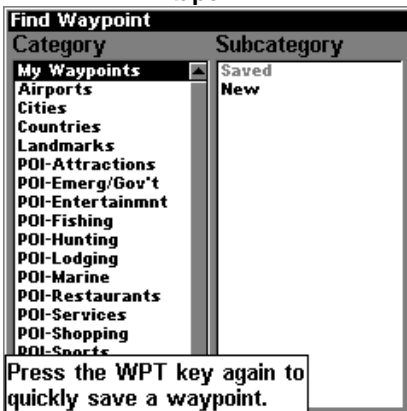 Find Waypoint
Category Subcategory
My Waypoints
Airports
Cities
Countries
Landmarks
POI-Attractions
POI-Emerg/Gov't
POI-Entertainmnt
POI-Fishing
POI-Hunting
POI-Lodging
POI-Marine
POI-Restaurants
POI-Services
POI-Shopping
POI-Sports
Saved
New
Press the WPT key again to
quickly save a waypoint.